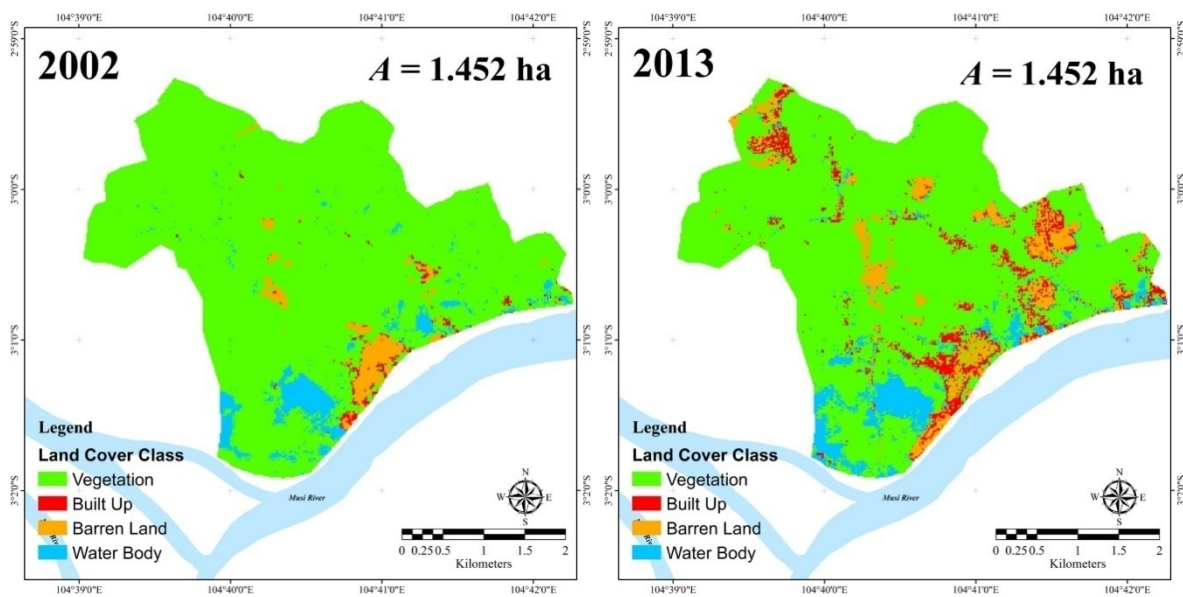 104°39'0"E 104°40'0"E 104°41'0"E 104°42'0"E
2002
A = 1.452 ha
2°59'0"S
3°0'0"S
3°1'0"S
3°2'0"S
Legend
Land Cover Class
Vegetation
Built Up
Barren Land
Water Body
Musi River
N
W E
S
0 0.25 0.5 1 1.5 2
Kilometers
104°39'0"E 104°40'0"E 104°41'0"E 104°42'0"E
104°39'0"E 104°40'0"E 104°41'0"E 104°42'0"E
2013
A = 1.452 ha
2°59'0"S
3°0'0"S
3°1'0"S
3°2'0"S
Legend
Land Cover Class
Vegetation
Built Up
Barren Land
Water Body
Musi River
N
W E
S
0 0.25 0.5 1 1.5 2
Kilometers
104°39'0"E 104°40'0"E 104°41'0"E 104°42'0"E